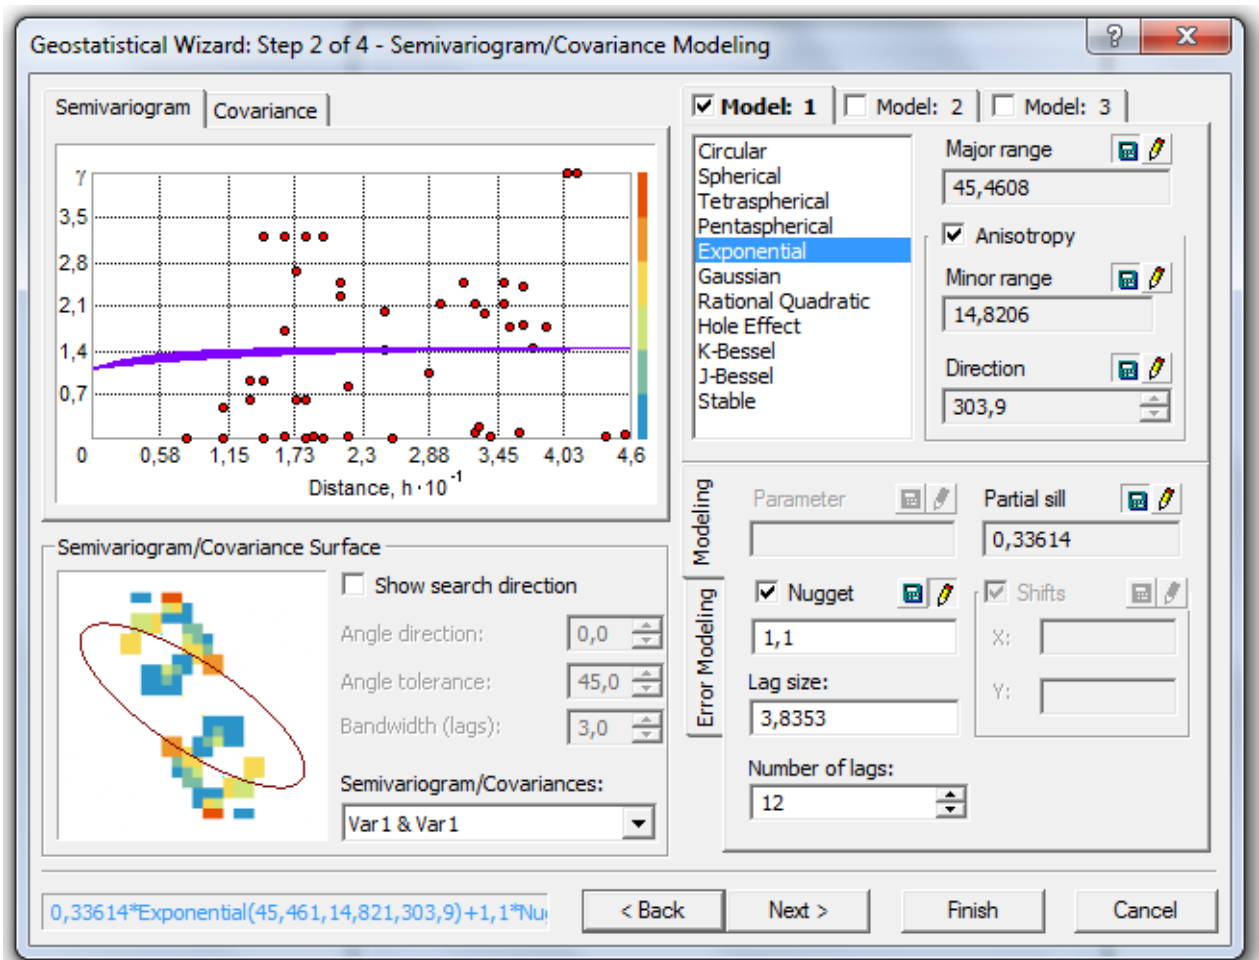 Geostatistical Wizard: Step 2 of 4 - Semivariogram/Covariance Modeling
?
X
Semivariogram
Covariance
γ
3,5
2,8
2,1
1,4
0,7
0
0,58
1,15
1,73
2,3
2,88
3,45
4,03
4,6
Distance, h·10⁻¹
Model: 1
Model: 2
Model: 3
Circular
Spherical
Tetraspherical
Pentaspherical
Exponential
Gaussian
Rational Quadratic
Hole Effect
K-Bessel
J-Bessel
Stable
Major range
45,4608
Anisotropy
Minor range
14,8206
Direction
303,9
Semivariogram/Covariance Surface
Show search direction
Angle direction:
0,0
Angle tolerance:
45,0
Bandwidth (lags):
3,0
Semivariogram/Covariances:
Var1 & Var1
Modeling
Error Modeling
Parameter
Partial sill
0,33614
Nugget
1,1
Shifts
X:
Y:
Lag size:
3,8353
Number of lags:
12
0,33614*Exponential(45,461,14,821,303,9)+1,1*Nu
< Back
Next >
Finish
Cancel